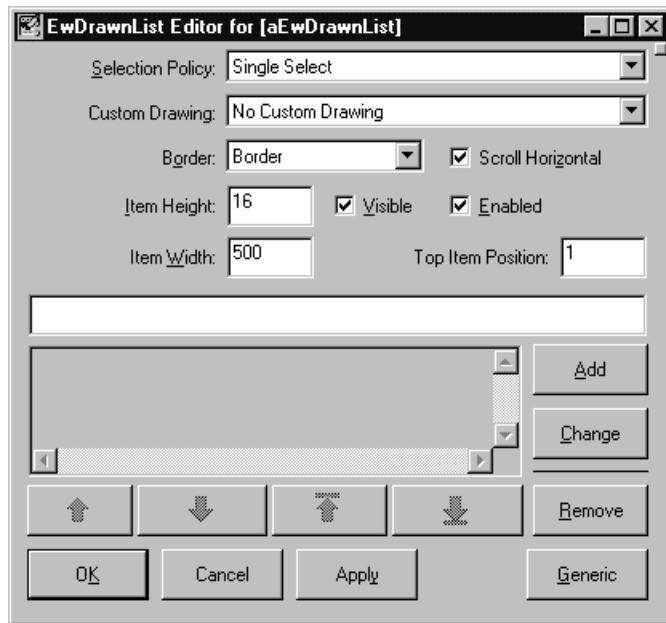 EwDrawnList Editor for [aEwDrawnList]
Selection Policy: Single Select
Custom Drawing: No Custom Drawing
Border: Border Scroll Horizontal
Item Height: 16 Visible Enabled
Item Width: 500 Top Item Position: 1
Add
Change
Remove
OK Cancel Apply Generic